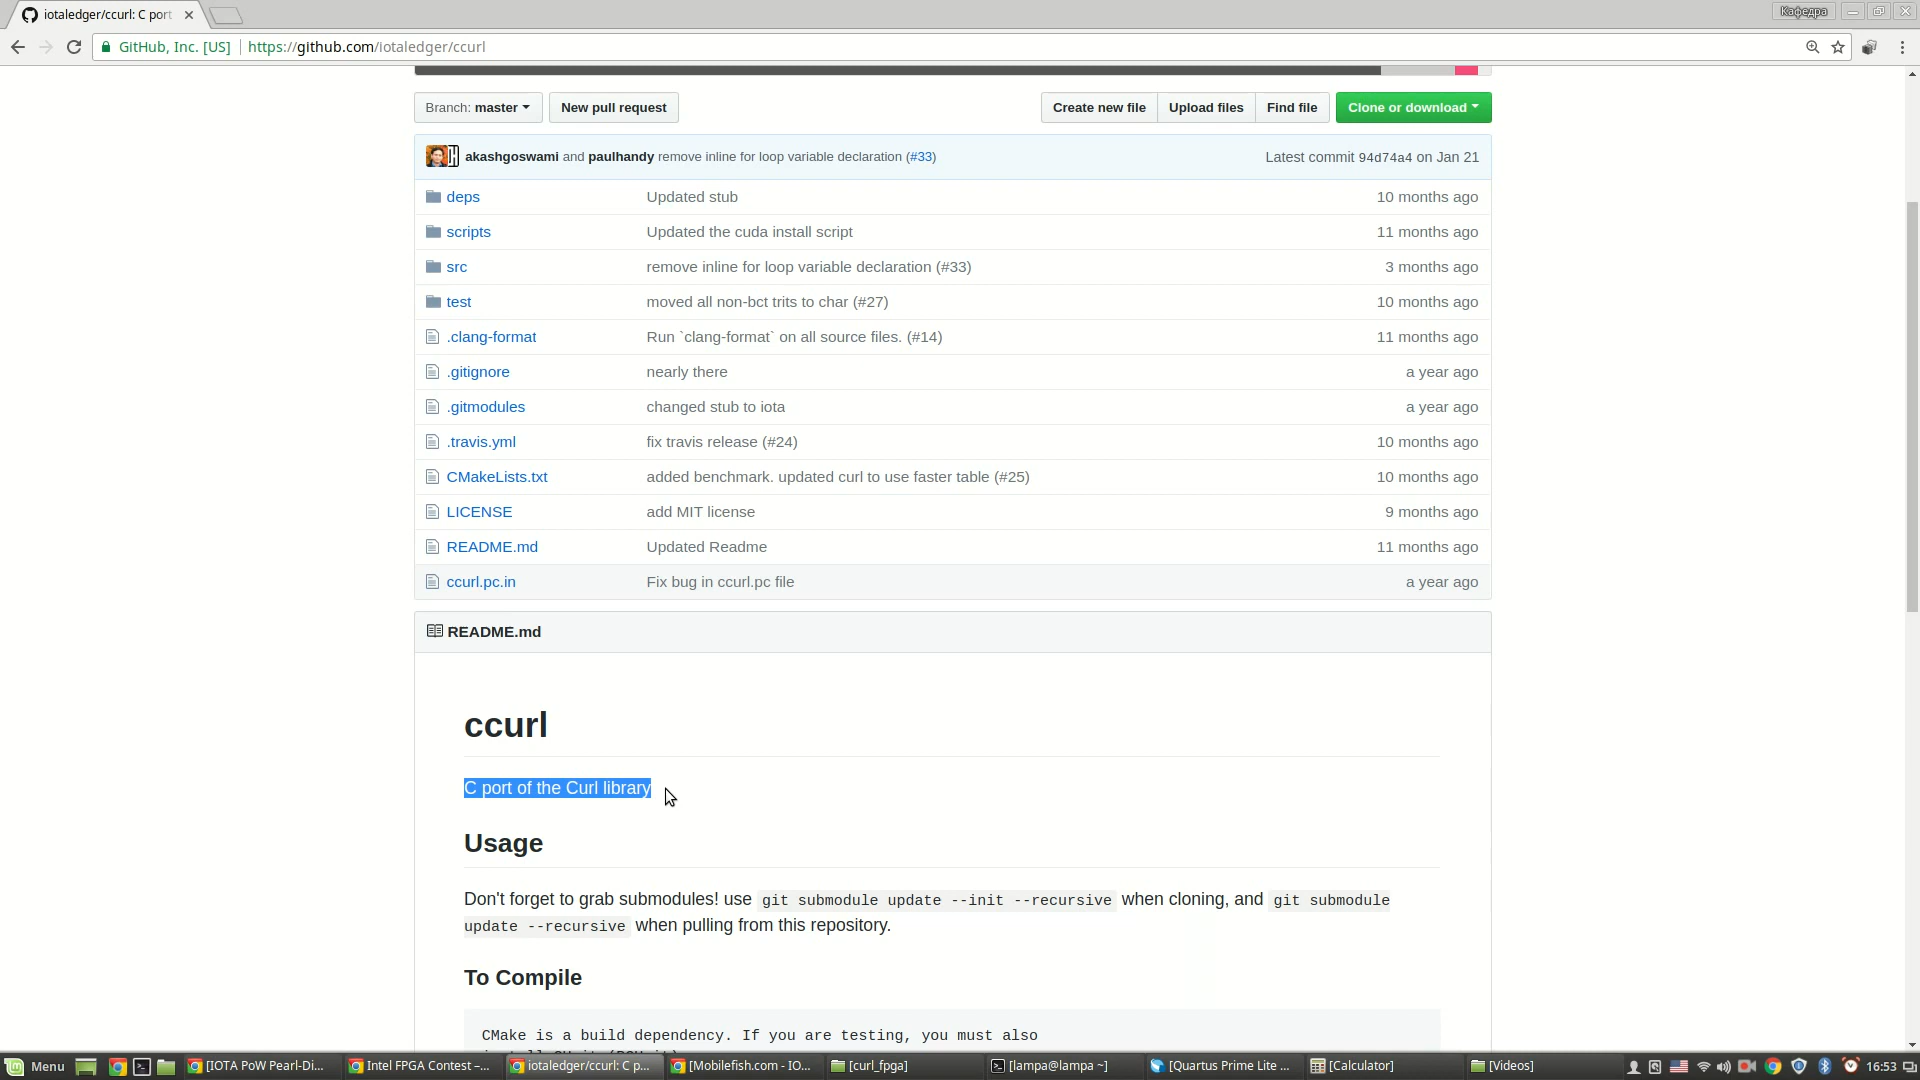 iotaledger/ccurl: C port
Кафедра
GitHub, Inc. [US] https://github.com/iotaledger/ccurl
Branch: master New pull request Create new file Upload files Find file Clone or download
akashgoswami and paulhandy remove inline for loop variable declaration (#33) Latest commit 94d74a4 on Jan 21
deps Updated stub 10 months ago
scripts Updated the cuda install script 11 months ago
src remove inline for loop variable declaration (#33) 3 months ago
test moved all non-bct trits to char (#27) 10 months ago
.clang-format Run `clang-format` on all source files. (#14) 11 months ago
.gitignore nearly there a year ago
.gitmodules changed stub to iota a year ago
.travis.yml fix travis release (#24) 10 months ago
CMakeLists.txt added benchmark. updated curl to use faster table (#25) 10 months ago
LICENSE add MIT license 9 months ago
README.md Updated Readme 11 months ago
ccurl.pc.in Fix bug in ccurl.pc file a year ago
README.md
ccurl
C port of the Curl library
Usage
Don't forget to grab submodules! use git submodule update --init --recursive when cloning, and git submodule
update --recursive when pulling from this repository.
To Compile
CMake is a build dependency. If you are testing, you must also
Menu [IOTA PoW Pearl-Di... Intel FPGA Contest –... iotaledger/ccurl: C p... [Mobilefish.com - IO... [curl_fpga] [lampa@lampa ~] [Quartus Prime Lite ... [Calculator] [Videos] 16:53